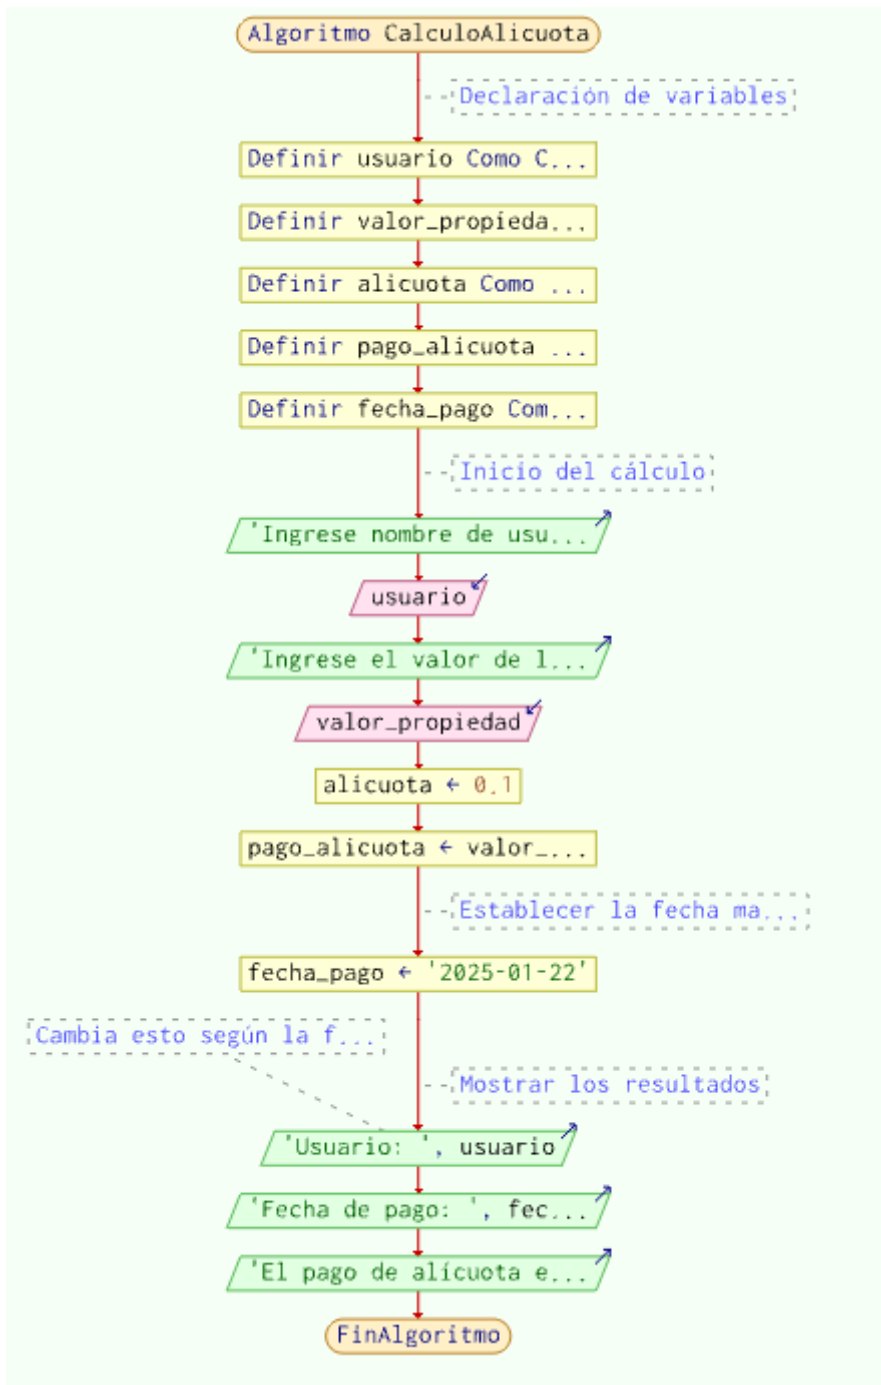 Algoritmo CalculoAlicuota
Declaración de variables
Definir usuario Como C...
Definir valor_propieda...
Definir alicuota Como ...
Definir pago_alicuota ...
Definir fecha_pago Com...
Inicio del cálculo
'Ingrese nombre de usu...
usuario
'Ingrese el valor de l...
valor_propiedad
alicuota ← 0.1
pago_alicuota ← valor_...
Establecer la fecha ma...
fecha_pago ← '2025-01-22'
Cambia esto según la f...
Mostrar los resultados
'Usuario: ', usuario
'Fecha de pago: ', fec...
'El pago de alícuota e...
FinAlgoritmo